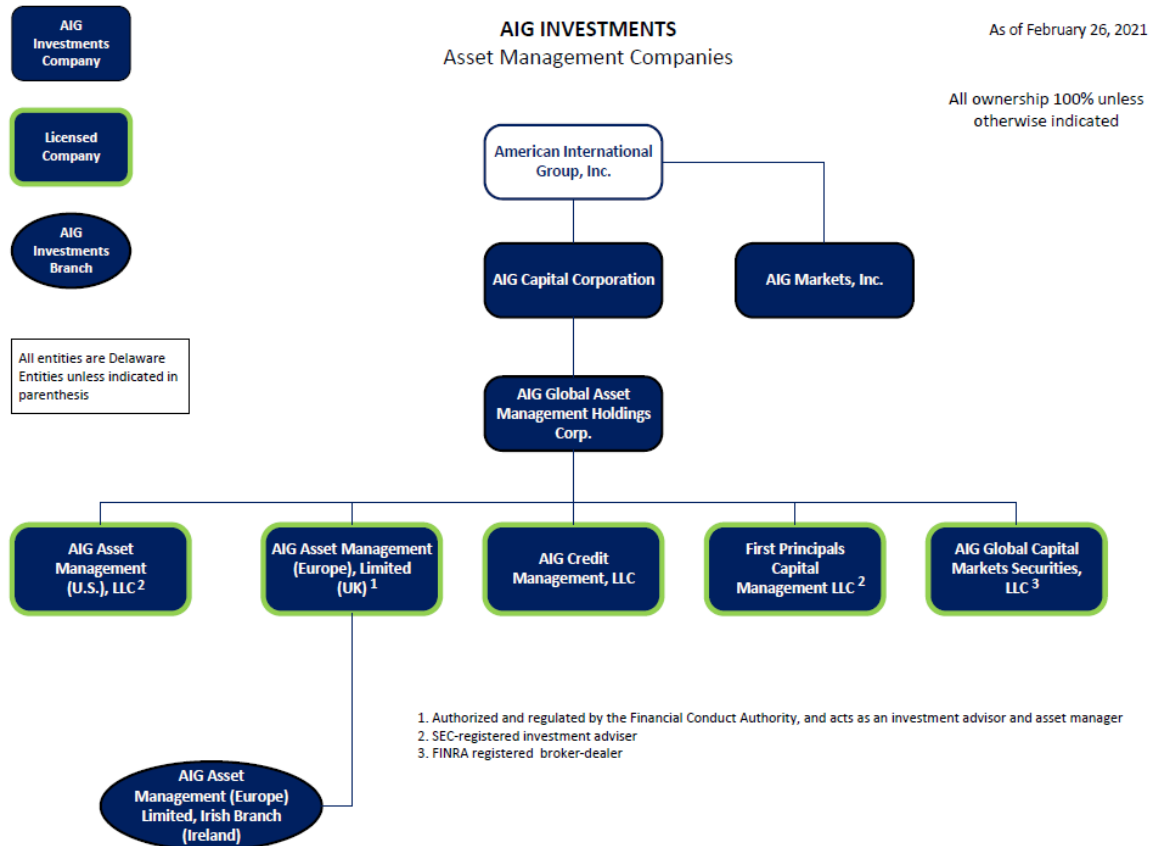 AIG
Investments
Company
AIG INVESTMENTS
Asset Management Companies
As of February 26, 2021
All ownership 100% unless
otherwise indicated
Licensed
Company
American International
Group, Inc.
AIG
Investments
Branch
AIG Capital Corporation
AIG Markets, Inc.
All entities are Delaware
Entities unless indicated in
parenthesis
AIG Global Asset
Management Holdings
Corp.
AIG Asset
Management
(U.S.), LLC 2
AIG Asset Management
(Europe), Limited
(UK) 1
AIG Credit
Management, LLC
First Principals
Capital
Management LLC 2
AIG Global Capital
Markets Securities,
LLC 3
1. Authorized and regulated by the Financial Conduct Authority, and acts as an investment advisor and asset manager
2. SEC-registered investment adviser
3. FINRA registered broker-dealer
AIG Asset
Management (Europe)
Limited, Irish Branch
(Ireland)